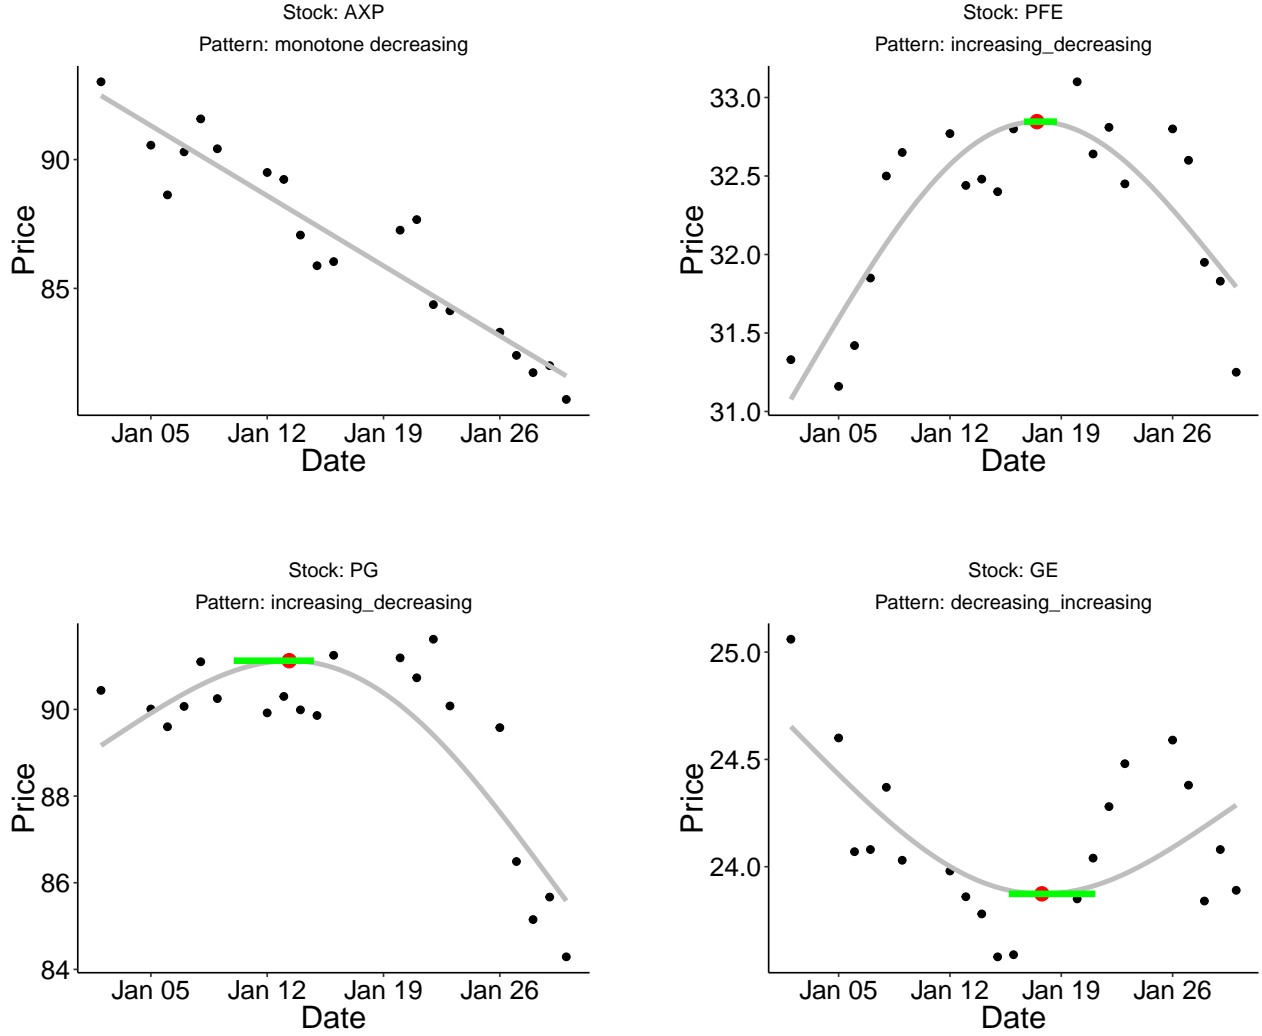 Stock: AXP
Pattern: monotone decreasing
Price
90
85
Jan 05 Jan 12 Jan 19 Jan 26
Date
Stock: PFE
Pattern: increasing_decreasing
Price
33.0
32.5
32.0
31.5
31.0
Jan 05 Jan 12 Jan 19 Jan 26
Date
Stock: PG
Pattern: increasing_decreasing
Price
90
88
86
84
Jan 05 Jan 12 Jan 19 Jan 26
Date
Stock: GE
Pattern: decreasing_increasing
Price
25.0
24.5
24.0
Jan 05 Jan 12 Jan 19 Jan 26
Date